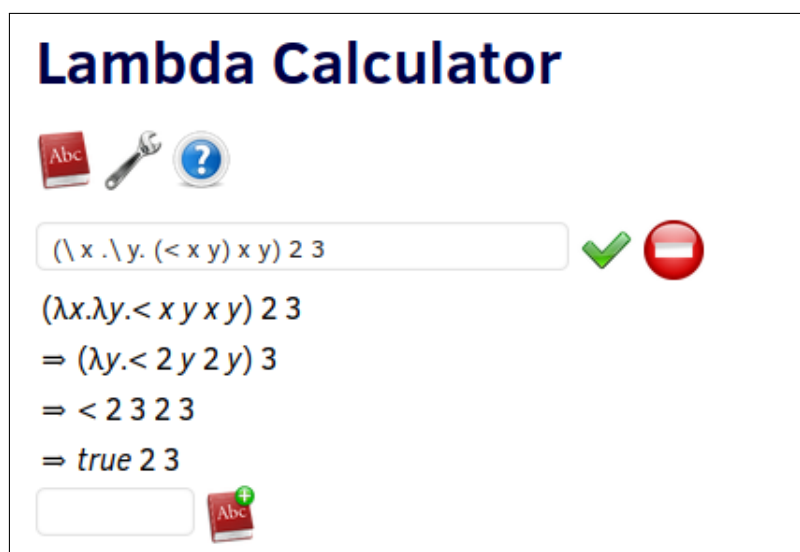 Lambda Calculator
Abc
?
(\ x .\ y. (< x y) x y) 2 3
(λx.λy.< x y x y) 2 3
⇒ (λy.< 2 y 2 y) 3
⇒ < 2 3 2 3
⇒ true 2 3
Abc